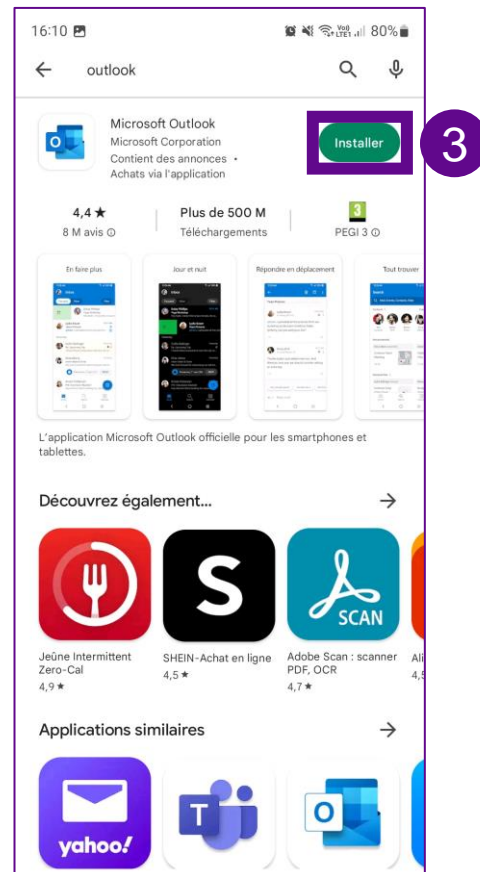 16:10 80%
outlook
Microsoft Outlook
Microsoft Corporation
Contient des annonces •
Achats via l'application
Installer
3
4,4 ★ Plus de 500 M 3
8 M avis Téléchargements PEGI 3
En faire plus Jour et nuit Répondre en déplacement Tout trouver
L'application Microsoft Outlook officielle pour les smartphones et
tablettes.
Découvrez également...
S
SCAN
Jeûne Intermittent
Zero-Cal
4,9 ★
SHEIN-Achat en ligne
4,5 ★
Adobe Scan : scanner
PDF, OCR
4,7 ★
Ali
4,5
Applications similaires
yahoo!
T
O